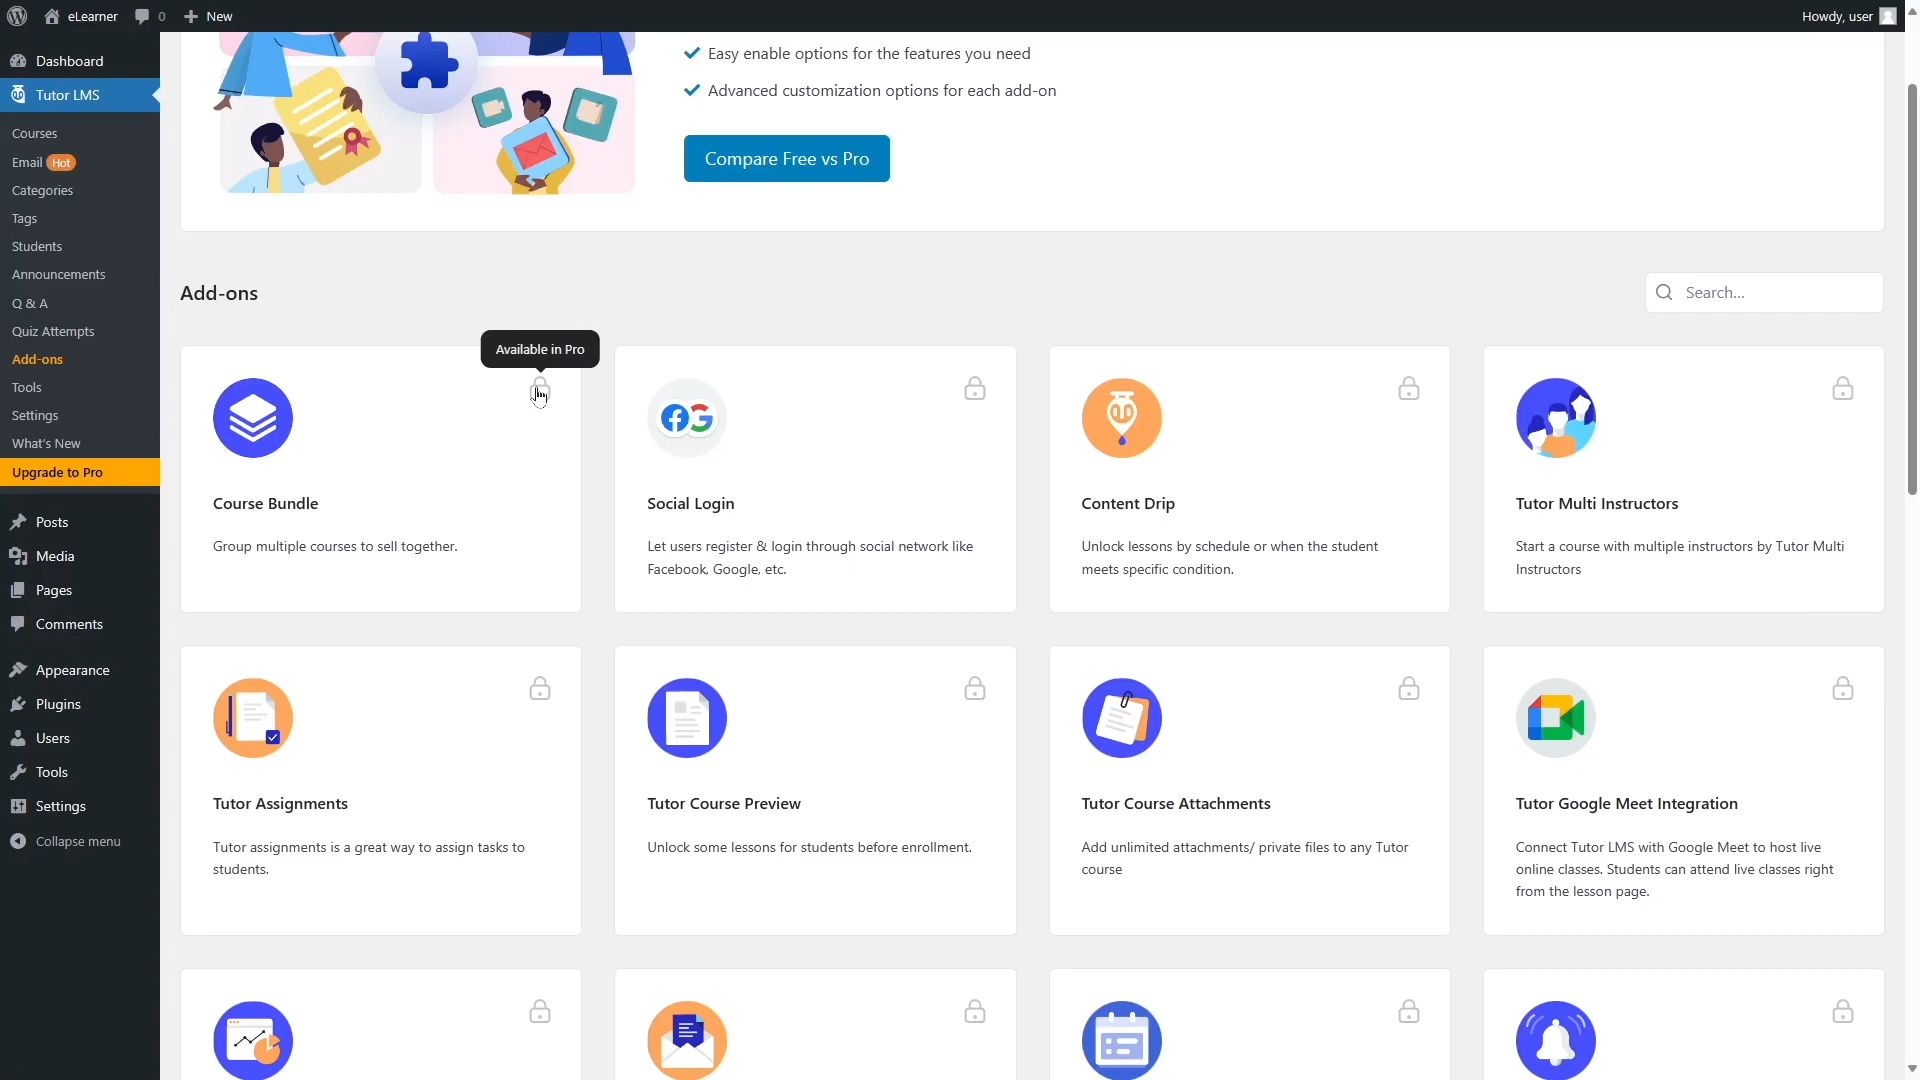 eLearner
0
New
Howdy, user
Dashboard
Tutor LMS
Courses
Email Hot
Categories
Tags
Students
Announcements
Q & A
Quiz Attempts
Add-ons
Tools
Settings
What's New
Upgrade to Pro
Posts
Media
Pages
Comments
Appearance
Plugins
Users
Tools
Settings
Collapse menu
Easy enable options for the features you need
Advanced customization options for each add-on
Compare Free vs Pro
Add-ons
Search...
Available in Pro
Course Bundle
Group multiple courses to sell together.
Social Login
Let users register & login through social network like
Facebook, Google, etc.
Content Drip
Unlock lessons by schedule or when the student
meets specific condition.
Tutor Multi Instructors
Start a course with multiple instructors by Tutor Multi
Instructors
Tutor Assignments
Tutor assignments is a great way to assign tasks to
students.
Tutor Course Preview
Unlock some lessons for students before enrollment.
Tutor Course Attachments
Add unlimited attachments/ private files to any Tutor
course
Tutor Google Meet Integration
Connect Tutor LMS with Google Meet to host live
online classes. Students can attend live classes right
from the lesson page.